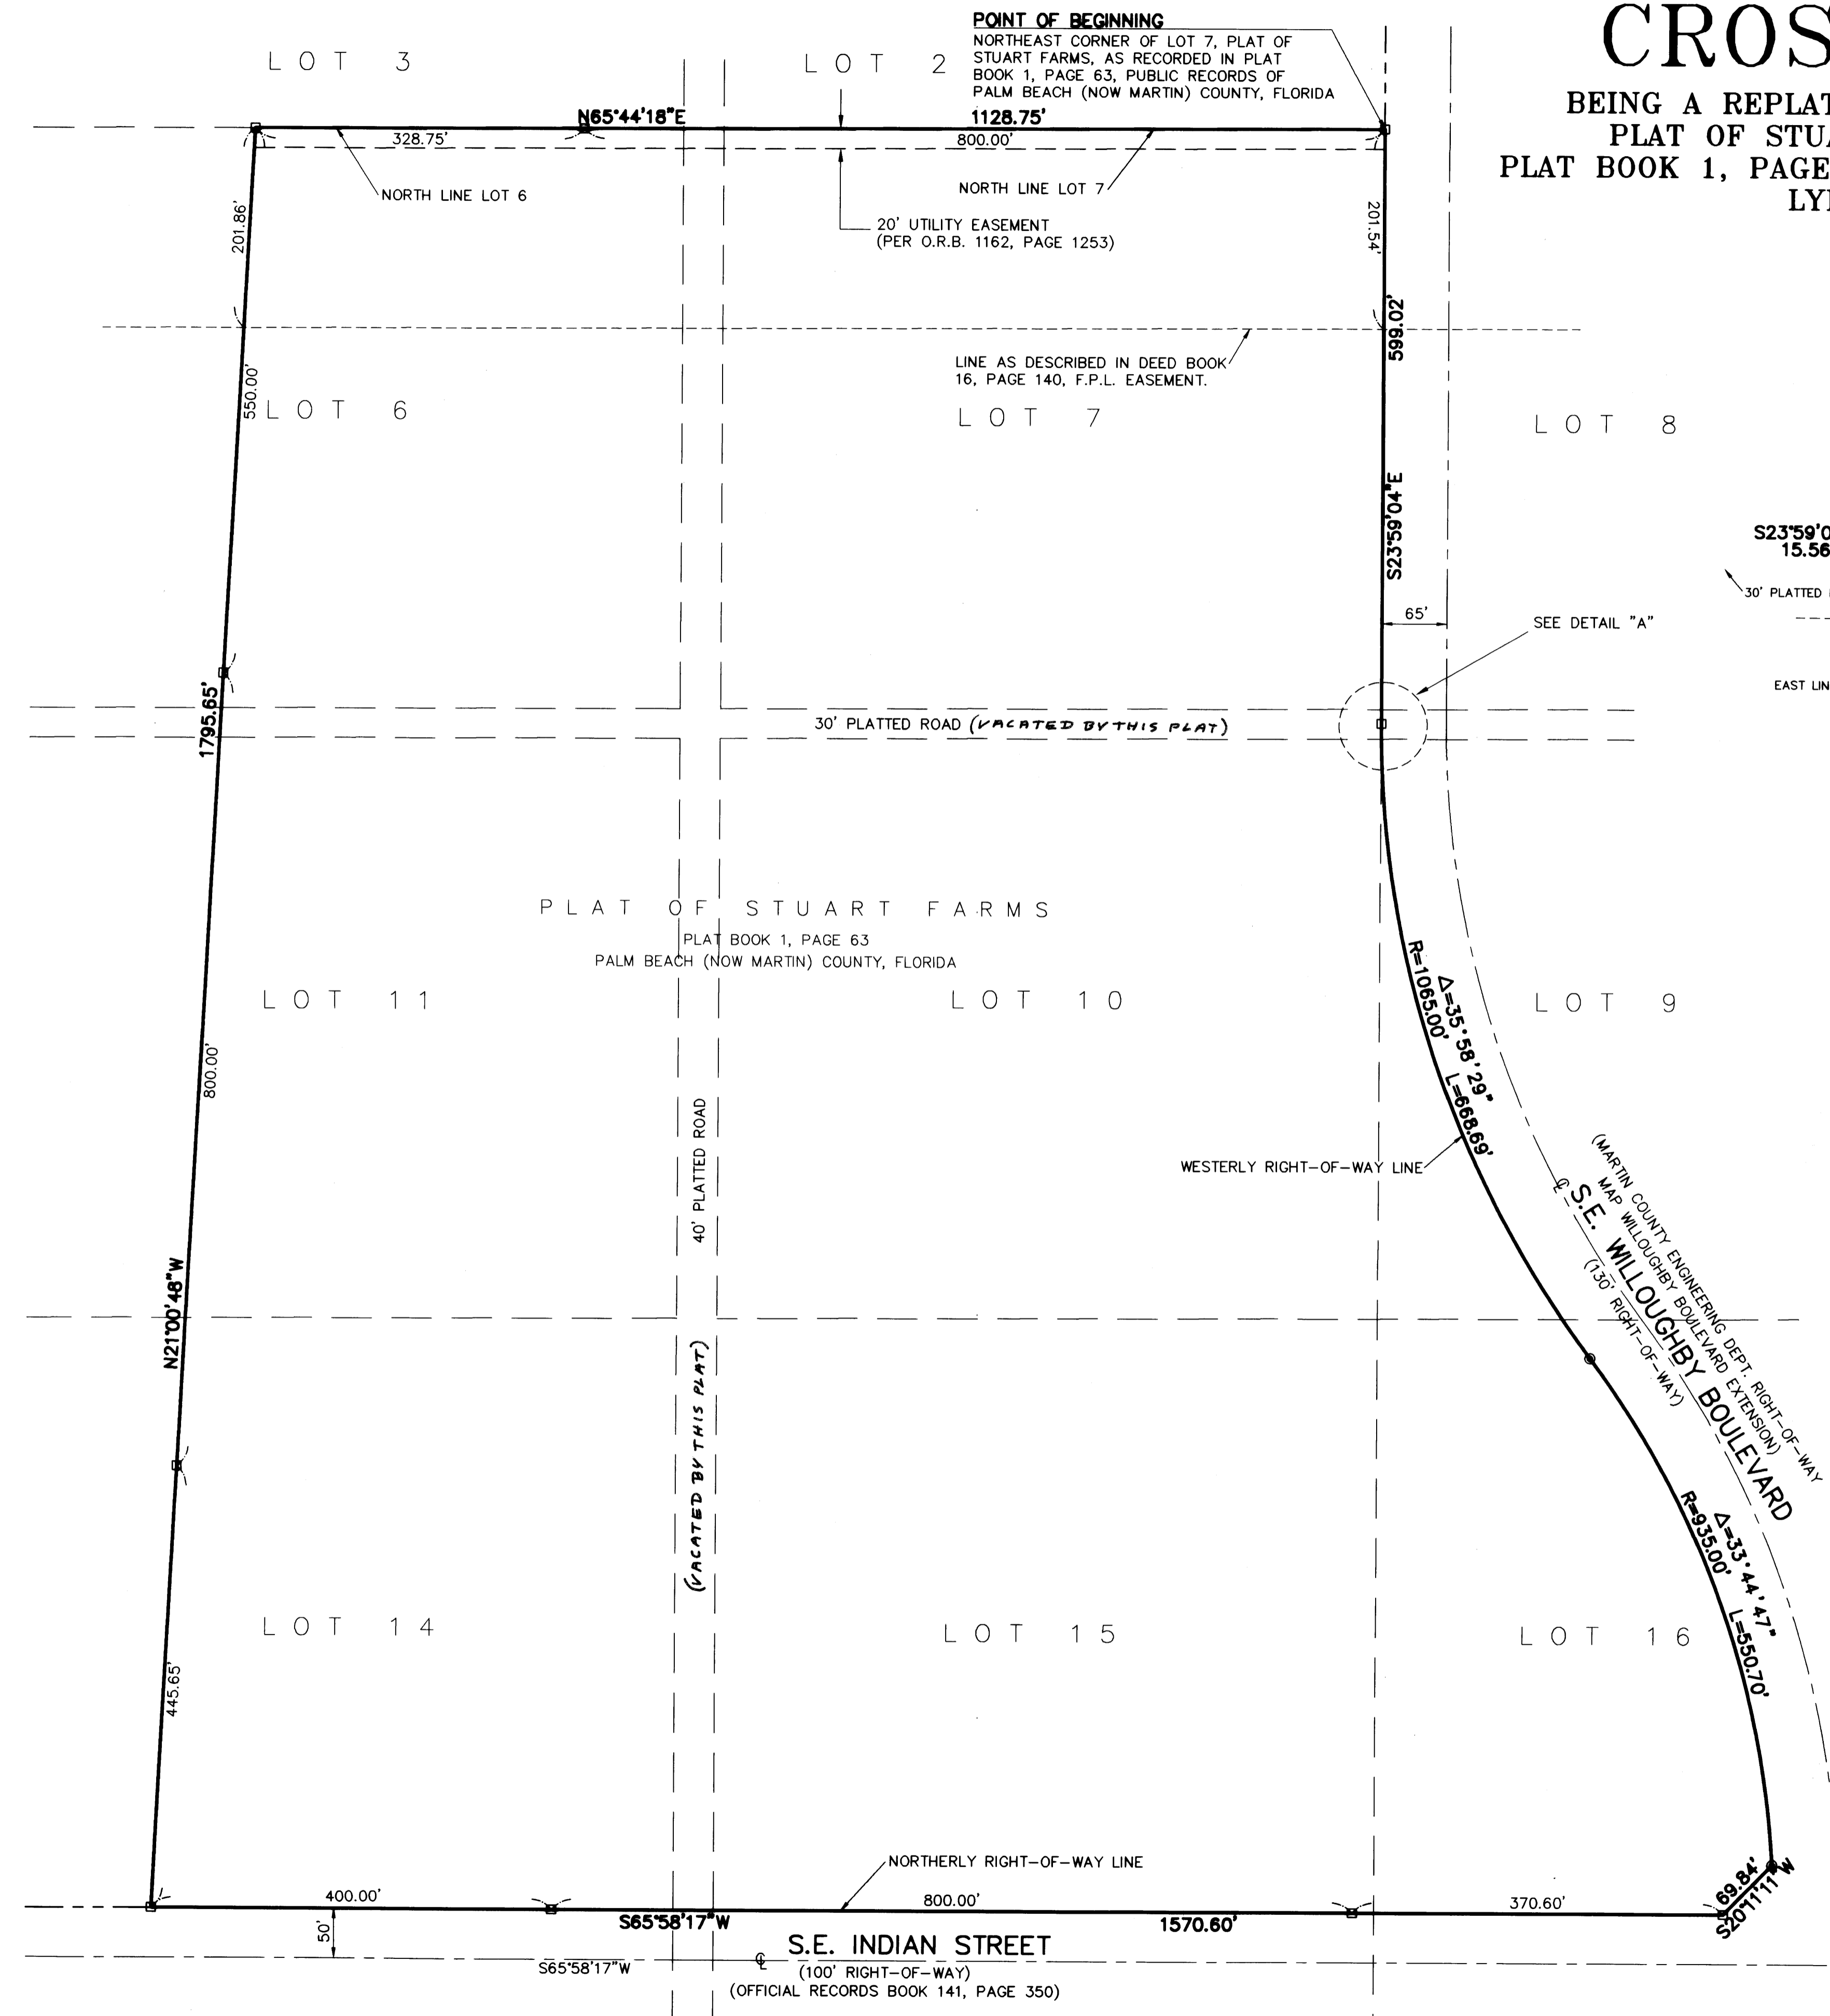 CROS
BEING A REPLAT
PLAT OF STUA
PLAT BOOK 1, PAGE
LYI
POINT OF BEGINNING
NORTHEAST CORNER OF LOT 7, PLAT OF
STUART FARMS, AS RECORDED IN PLAT
BOOK 1, PAGE 63, PUBLIC RECORDS OF
PALM BEACH (NOW MARTIN) COUNTY, FLORIDA
LOT 3
LOT 2
N65°44'18"E
1128.75'
328.75'
800.00'
NORTH LINE LOT 6
NORTH LINE LOT 7
20' UTILITY EASEMENT
(PER O.R.B. 1162, PAGE 1253)
201.86'
201.54'
599.02'
LINE AS DESCRIBED IN DEED BOOK
16, PAGE 140, F.P.L. EASEMENT.
550.00'
LOT 6
LOT 7
LOT 8
S23°59'04"E
S23°59'0
15.56
30' PLATTED
65'
SEE DETAIL "A"
EAST LIN
1795.65'
30' PLATTED ROAD (VACATED BY THIS PLAT)
PLAT OF STUART FARMS
PLAT BOOK 1, PAGE 63
PALM BEACH (NOW MARTIN) COUNTY, FLORIDA
LOT 11
LOT 10
LOT 9
R=1065.00'
Δ=35°58'29"
L=668.69'
800.00'
40' PLATTED ROAD
WESTERLY RIGHT-OF-WAY LINE
(MARTIN COUNTY ENGINEERING DEPT. RIGHT-OF-WAY
MAP WILLOUGHBY BOULEVARD EXTENSION)
℄ S.E. WILLOUGHBY BOULEVARD
(130' RIGHT-OF-WAY)
N21°00'48"W
(VACATED BY THIS PLAT)
R=935.00'
Δ=33°44'47"
L=550.70'
LOT 14
LOT 15
LOT 16
445.65'
NORTHERLY RIGHT-OF-WAY LINE
69.84'
S20°11'11"W
400.00'
800.00'
370.60'
S65°58'17"W
1570.60'
50'
S.E. INDIAN STREET
S65°58'17"W
℄
(100' RIGHT-OF-WAY)
(OFFICIAL RECORDS BOOK 141, PAGE 350)